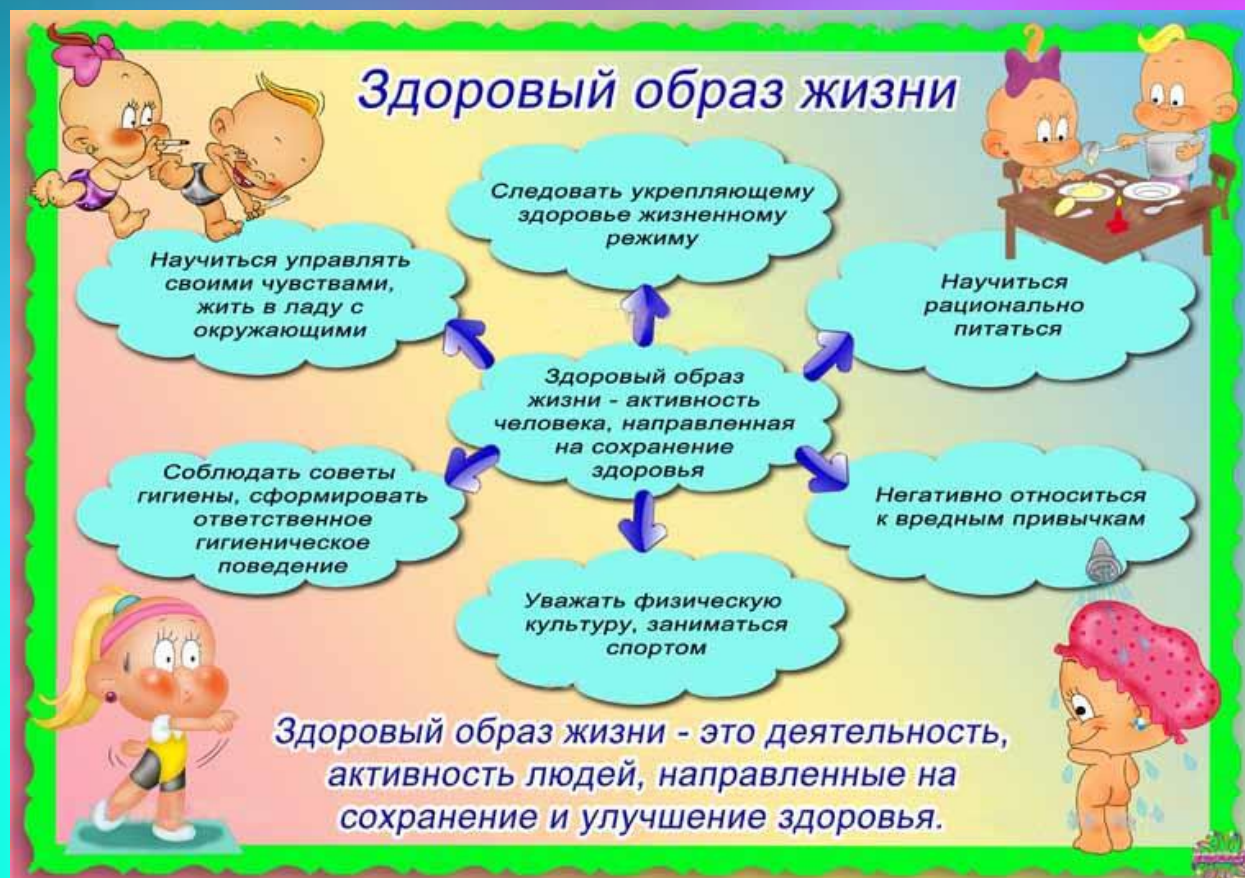 Здоровый образ жизни
Следовать укрепляющему
здоровье жизненному
режиму
Научиться управлять
своими чувствами,
жить в ладу с
окружающими
Научиться
рационально
питаться
Здоровый образ
жизни - активность
человека, направленная
на сохранение
здоровья
Соблюдать советы
гигиены, сформировать
ответственное
гигиеническое
поведение
Негативно относиться
к вредным привычкам
Уважать физическую
культуру, заниматься
спортом
Здоровый образ жизни - это деятельность,
активность людей, направленные на
сохранение и улучшение здоровья.